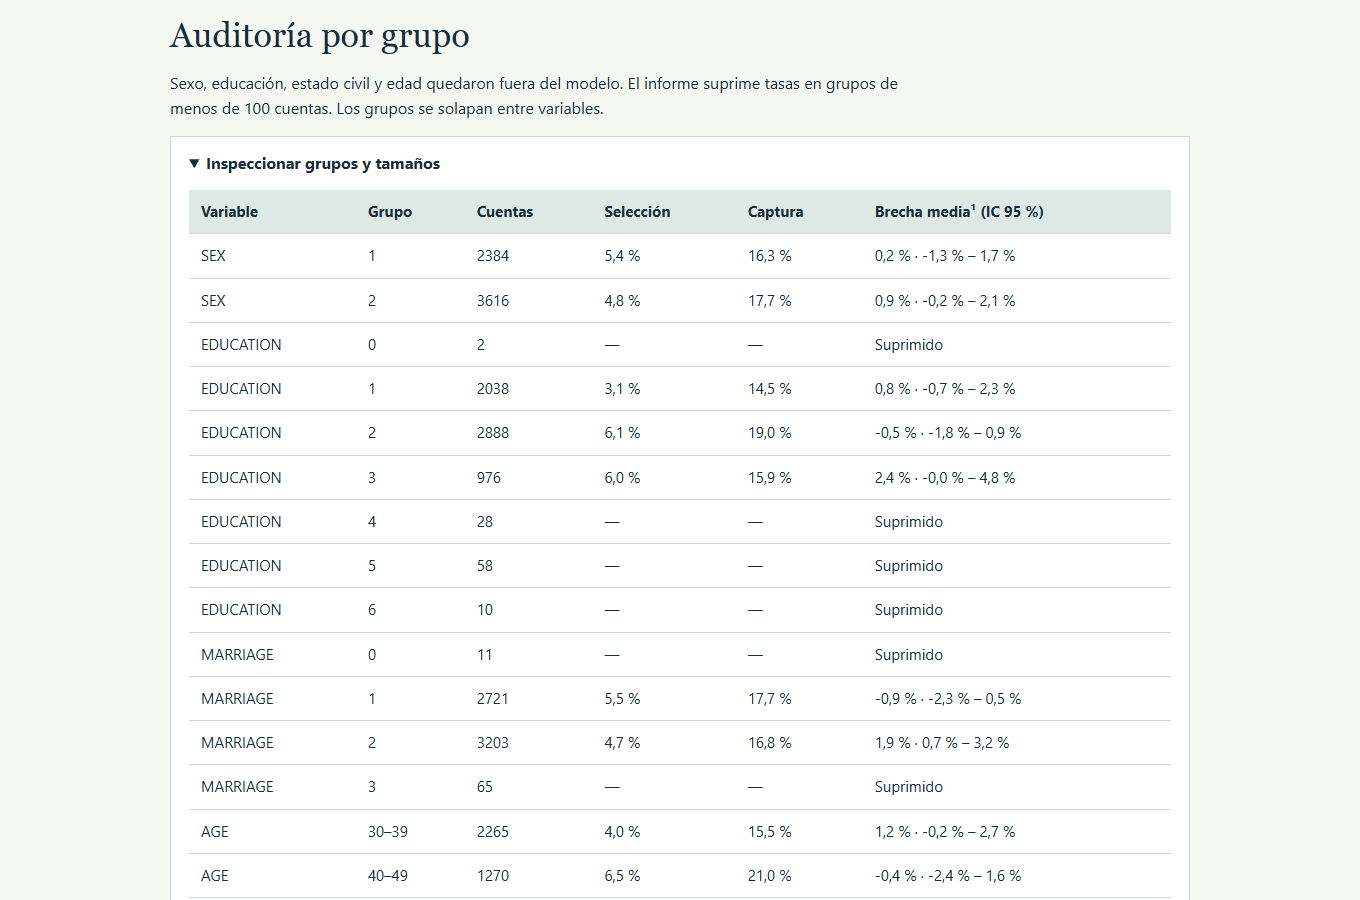 Auditoría por grupo
Sexo, educación, estado civil y edad quedaron fuera del modelo. El informe suprime tasas en grupos de
menos de 100 cuentas. Los grupos se solapan entre variables.
▼ Inspeccionar grupos y tamaños
Variable Grupo Cuentas Selección Captura Brecha media¹ (IC 95 %)
SEX 1 2384 5,4 % 16,3 % 0,2 % · -1,3 % – 1,7 %
SEX 2 3616 4,8 % 17,7 % 0,9 % · -0,2 % – 2,1 %
EDUCATION 0 2 — — Suprimido
EDUCATION 1 2038 3,1 % 14,5 % 0,8 % · -0,7 % – 2,3 %
EDUCATION 2 2888 6,1 % 19,0 % -0,5 % · -1,8 % – 0,9 %
EDUCATION 3 976 6,0 % 15,9 % 2,4 % · -0,0 % – 4,8 %
EDUCATION 4 28 — — Suprimido
EDUCATION 5 58 — — Suprimido
EDUCATION 6 10 — — Suprimido
MARRIAGE 0 11 — — Suprimido
MARRIAGE 1 2721 5,5 % 17,7 % -0,9 % · -2,3 % – 0,5 %
MARRIAGE 2 3203 4,7 % 16,8 % 1,9 % · 0,7 % – 3,2 %
MARRIAGE 3 65 — — Suprimido
AGE 30–39 2265 4,0 % 15,5 % 1,2 % · -0,2 % – 2,7 %
AGE 40–49 1270 6,5 % 21,0 % -0,4 % · -2,4 % – 1,6 %